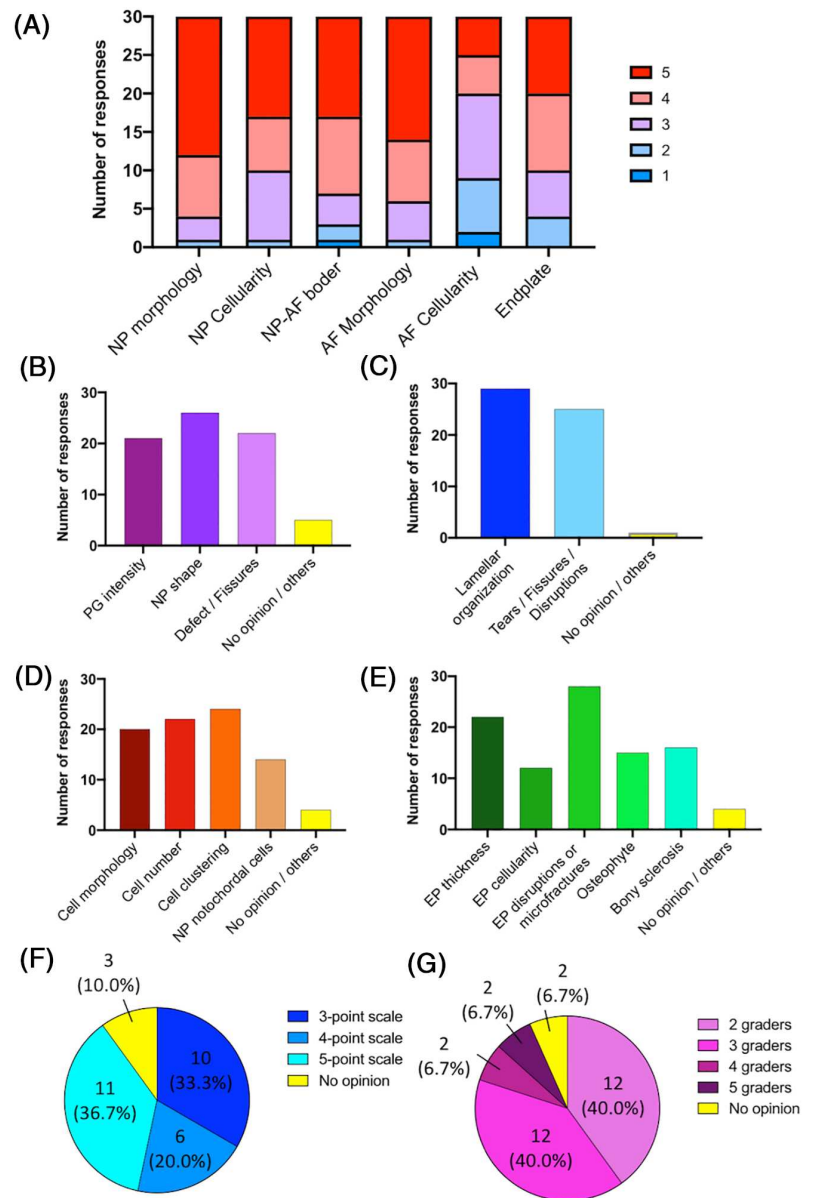 (A)
Number of responses
30
25
20
15
10
5
0
NP morphology
NP Cellularity
NP-AF boder
AF Morphology
AF Cellularity
Endplate
5
4
3
2
1
(B)
Number of responses
30
20
10
0
PG intensity
NP shape
Defect / Fissures
No opinion / others
(C)
Number of responses
30
20
10
0
Lamellar
organization
Tears / Fissures /
Disruptions
No opinion / others
(D)
Number of responses
30
20
10
0
Cell morphology
Cell number
Cell clustering
NP notochordal cells
No opinion / others
(E)
Number of responses
30
20
10
0
EP thickness
EP cellularity
EP disruptions or
microfractures
Osteophyte
Bony sclerosis
No opinion / others
(F)
3
(10.0%)
10
(33.3%)
11
(36.7%)
6
(20.0%)
3-point scale
4-point scale
5-point scale
No opinion
(G)
2
(6.7%)
2
(6.7%)
2
(6.7%)
12
(40.0%)
12
(40.0%)
2 graders
3 graders
4 graders
5 graders
No opinion